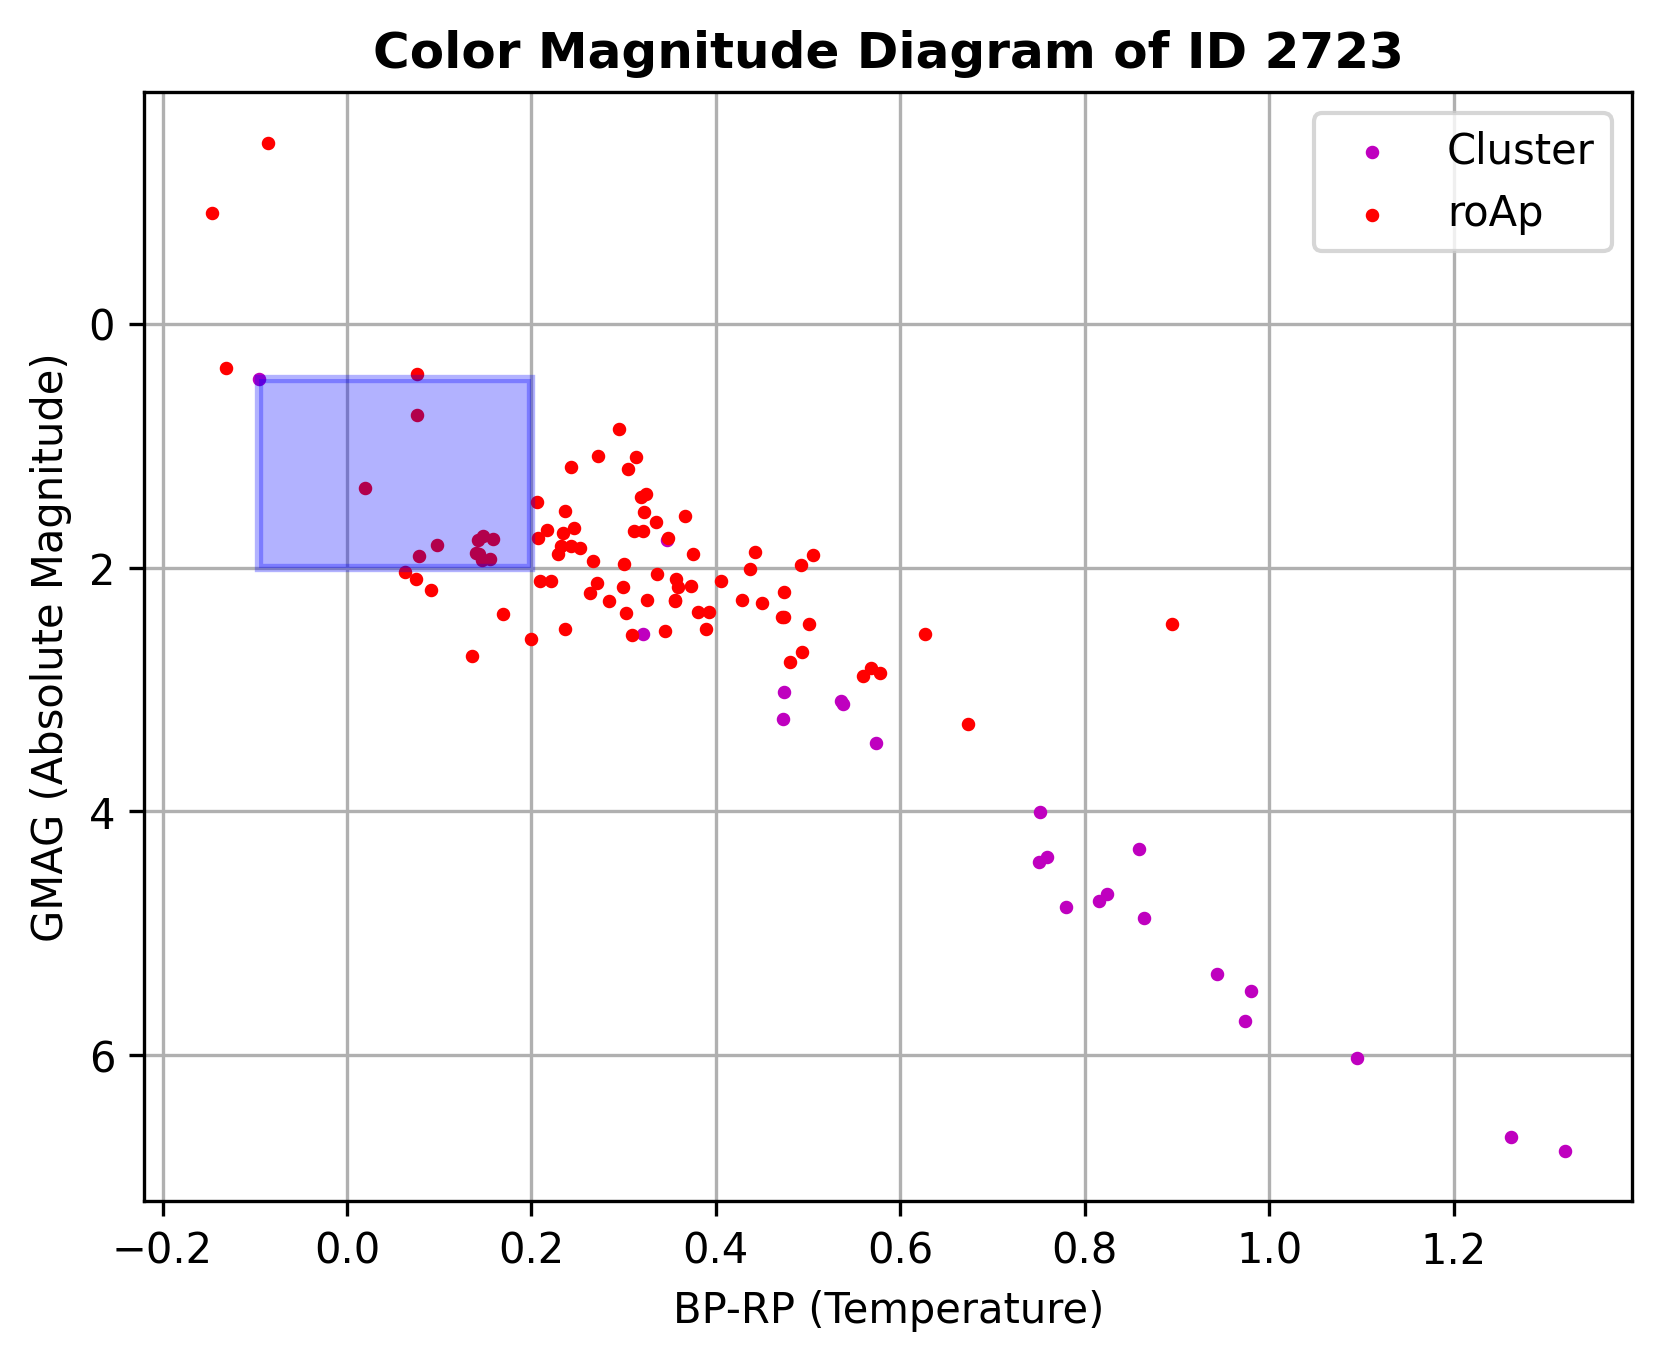 Color Magnitude Diagram of ID 2723
Cluster
roAp
GMAG (Absolute Magnitude)
0
2
4
6
−0.2 0.0 0.2 0.4 0.6 0.8 1.0 1.2
BP-RP (Temperature)